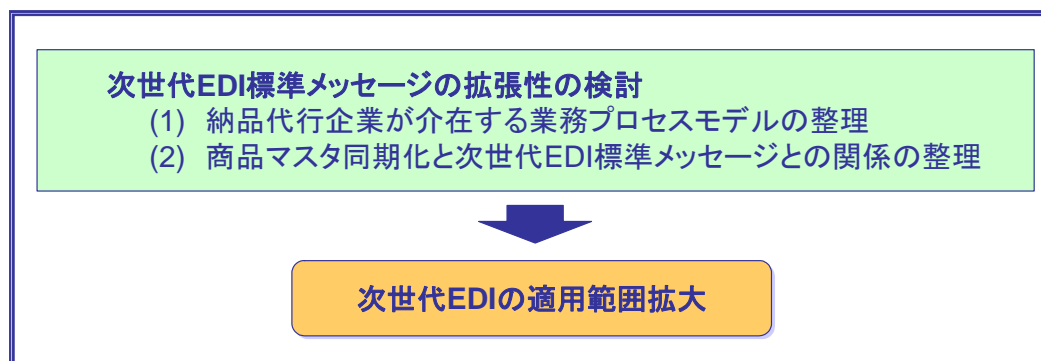 次世代EDI標準メッセージの拡張性の検討
(1) 納品代行企業が介在する業務プロセスモデルの整理
(2) 商品マスタ同期化と次世代EDI標準メッセージとの関係の整理
次世代EDIの適用範囲拡大